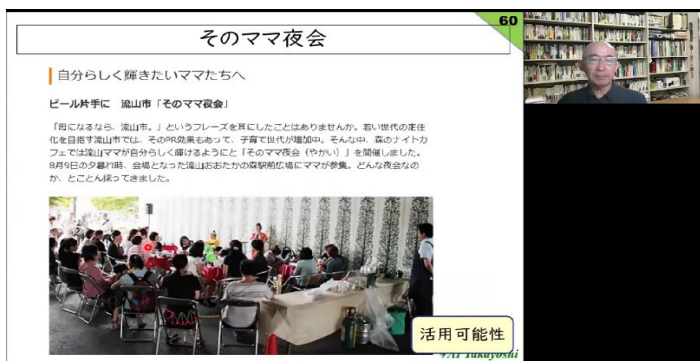 60
そのママ夜会
自分らしく輝きたいママたちへ
ビール片手に　流山市「そのママ夜会」
「母になるなら、流山市。」というフレーズを耳にしたことはありませんか。若い世代の定住
化を目指す流山市では、そのPR効果もあって、子育て世代が増加中。そんな中、森のナイトカ
フェでは流山ママが自分らしく輝けるようにと「そのママ夜会（やかい）」を開催しました。
8月9日の夕暮れ時、会場となった流山おおたかの森駅前広場にママが参集。どんな夜会なの
か、とことん採ってきました。
活用可能性
Takayoshi